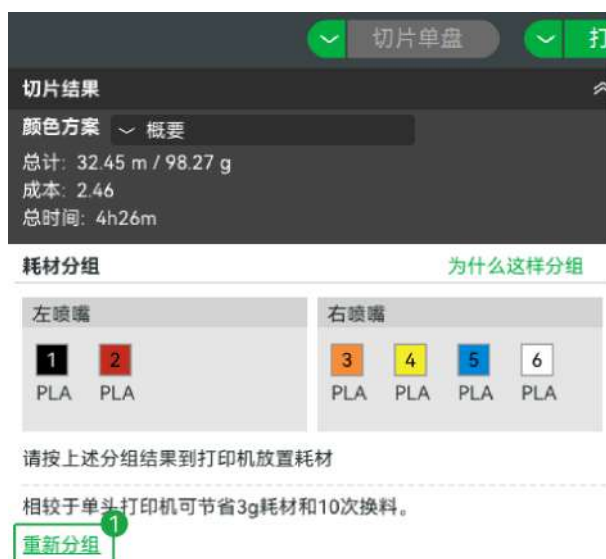 切片单盘 打
切片结果
颜色方案 概要
总计: 32.45 m / 98.27 g
成本: 2.46
总时间: 4h26m
耗材分组 为什么这样分组
左喷嘴 右喷嘴
1 2 3 4 5 6
PLA PLA PLA PLA PLA PLA
请按上述分组结果到打印机放置耗材
相较于单头打印机可节省3g耗材和10次换料。
1
重新分组